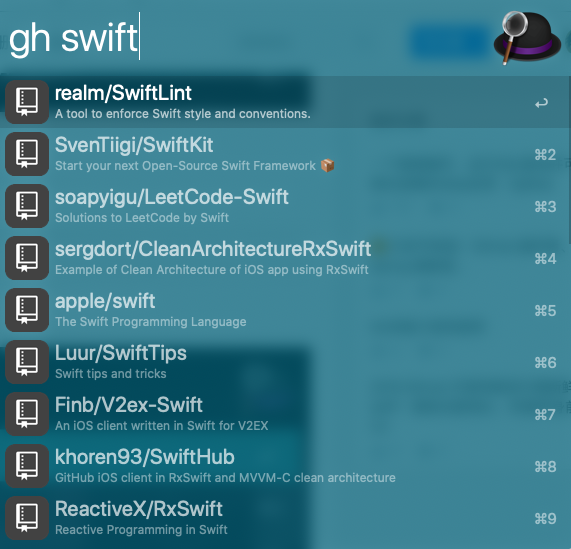 gh swift
realm/SwiftLint
A tool to enforce Swift style and conventions.
↩
SvenTiigi/SwiftKit
Start your next Open-Source Swift Framework 📦
⌘2
soapyigu/LeetCode-Swift
Solutions to LeetCode by Swift
⌘3
sergdort/CleanArchitectureRxSwift
Example of Clean Architecture of iOS app using RxSwift
⌘4
apple/swift
The Swift Programming Language
⌘5
Luur/SwiftTips
Swift tips and tricks
⌘6
Finb/V2ex-Swift
An iOS client written in Swift for V2EX
⌘7
khoren93/SwiftHub
GitHub iOS client in RxSwift and MVVM-C clean architecture
⌘8
ReactiveX/RxSwift
Reactive Programming in Swift
⌘9